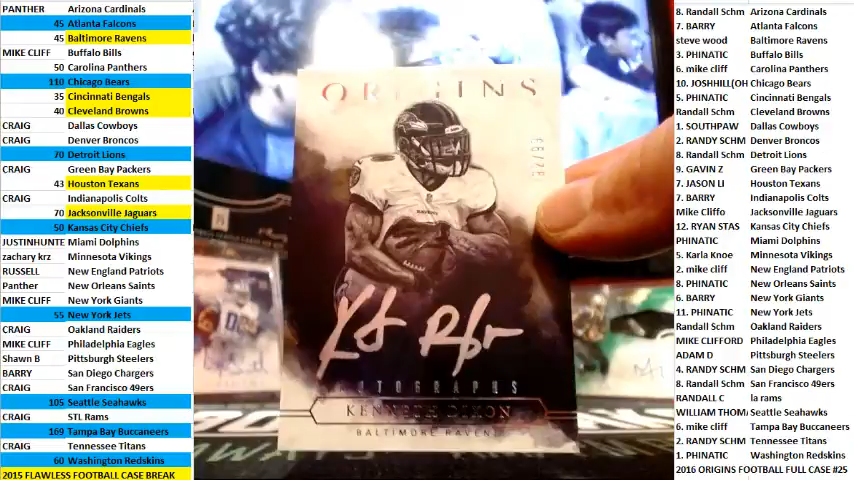 PANTHER Arizona Cardinals
45 Atlanta Falcons
45 Baltimore Ravens
MIKE CLIFF Buffalo Bills
50 Carolina Panthers
110 Chicago Bears
35 Cincinnati Bengals
40 Cleveland Browns
CRAIG Dallas Cowboys
CRAIG Denver Broncos
70 Detroit Lions
CRAIG Green Bay Packers
43 Houston Texans
CRAIG Indianapolis Colts
70 Jacksonville Jaguars
50 Kansas City Chiefs
JUSTINHUNTE Miami Dolphins
zachary krz Minnesota Vikings
RUSSELL New England Patriots
Panther New Orleans Saints
MIKE CLIFF New York Giants
55 New York Jets
CRAIG Oakland Raiders
MIKE CLIFF Philadelphia Eagles
Shawn B Pittsburgh Steelers
BARRY San Diego Chargers
CRAIG San Francisco 49ers
105 Seattle Seahawks
CRAIG STL Rams
169 Tampa Bay Buccaneers
CRAIG Tennessee Titans
60 Washington Redskins
2015 FLAWLESS FOOTBALL CASE BREAK
ORIGINS
AUTOGRAPHS
KENNETH DIXON
BALTIMORE RAVENS
8. Randall Schm Arizona Cardinals
7. BARRY Atlanta Falcons
steve wood Baltimore Ravens
3. PHINATIC Buffalo Bills
6. mike cliff Carolina Panthers
10. JOSHHILL(OH Chicago Bears
5. PHINATIC Cincinnati Bengals
Randall Schm Cleveland Browns
1. SOUTHPAW Dallas Cowboys
2. RANDY SCHM Denver Broncos
8. Randall Schm Detroit Lions
9. GAVIN Z Green Bay Packers
7. JASON LI Houston Texans
7. BARRY Indianapolis Colts
Mike Cliffo Jacksonville Jaguars
12. RYAN STAS Kansas City Chiefs
PHINATIC Miami Dolphins
5. Karla Knoe Minnesota Vikings
2. mike cliff New England Patriots
8. PHINATIC New Orleans Saints
6. BARRY New York Giants
11. PHINATIC New York Jets
Randall Schm Oakland Raiders
MIKE CLIFFORD Philadelphia Eagles
ADAM D Pittsburgh Steelers
4. RANDY SCHM San Diego Chargers
8. Randall Schm San Francisco 49ers
RANDALL C la rams
WILLIAM THOM Seattle Seahawks
6. mike cliff Tampa Bay Buccaneers
2. RANDY SCHM Tennessee Titans
1. PHINATIC Washington Redskins
2016 ORIGINS FOOTBALL FULL CASE #25